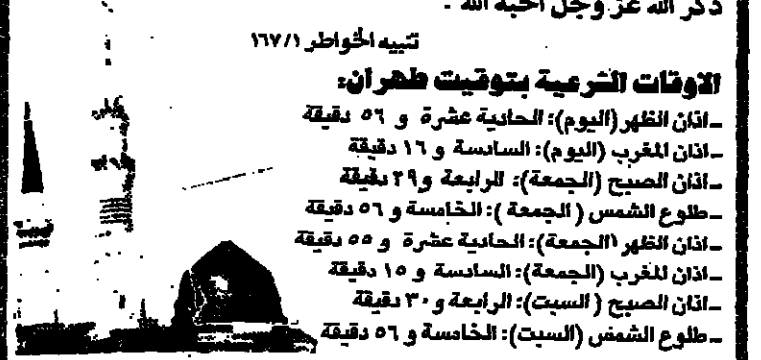 ذكر الله عز وجل احبه الله .
تنبيه الخواطر ١٦٧/١
الاوقات الشرعية بتوقيت طهران:
ـ اذان الظهر (اليوم): الحادية عشرة و ٥٦ دقيقة
ـ اذان المغرب (اليوم): السادسة و ١٦ دقيقة
ـ اذان الصبح (الجمعة): الرابعة و ٢٩ دقيقة
ـ طلوع الشمس (الجمعة): الخامسة و ٥٦ دقيقة
ـ اذان الظهر (الجمعة): الحادية عشرة و ٥٥ دقيقة
ـ اذان المغرب (الجمعة): السادسة و ١٥ دقيقة
ـ اذان الصبح (السبت): الرابعة و ٣٠ دقيقة
ـ طلوع الشمس (السبت): الخامسة و ٥٦ دقيقة